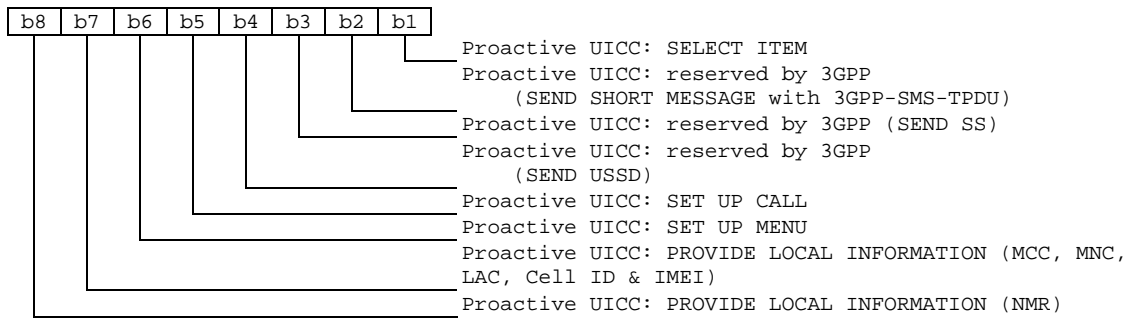 b8 b7 b6 b5 b4 b3 b2 b1
Proactive UICC: SELECT ITEM
Proactive UICC: reserved by 3GPP
(SEND SHORT MESSAGE with 3GPP-SMS-TPDU)
Proactive UICC: reserved by 3GPP (SEND SS)
Proactive UICC: reserved by 3GPP
(SEND USSD)
Proactive UICC: SET UP CALL
Proactive UICC: SET UP MENU
Proactive UICC: PROVIDE LOCAL INFORMATION (MCC, MNC,
LAC, Cell ID & IMEI)
Proactive UICC: PROVIDE LOCAL INFORMATION (NMR)